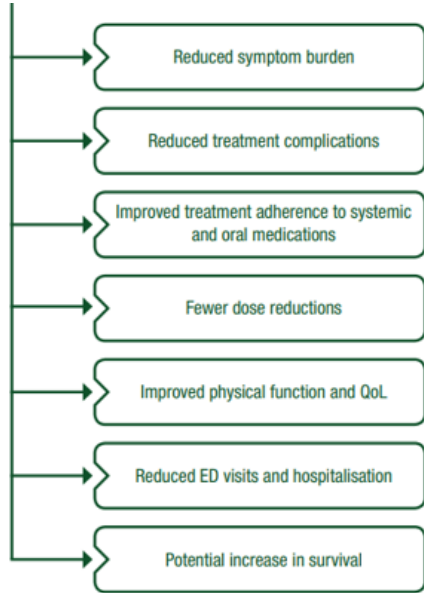 Reduced symptom burden
Reduced treatment complications
Improved treatment adherence to systemic
and oral medications
Fewer dose reductions
Improved physical function and QoL
Reduced ED visits and hospitalisation
Potential increase in survival